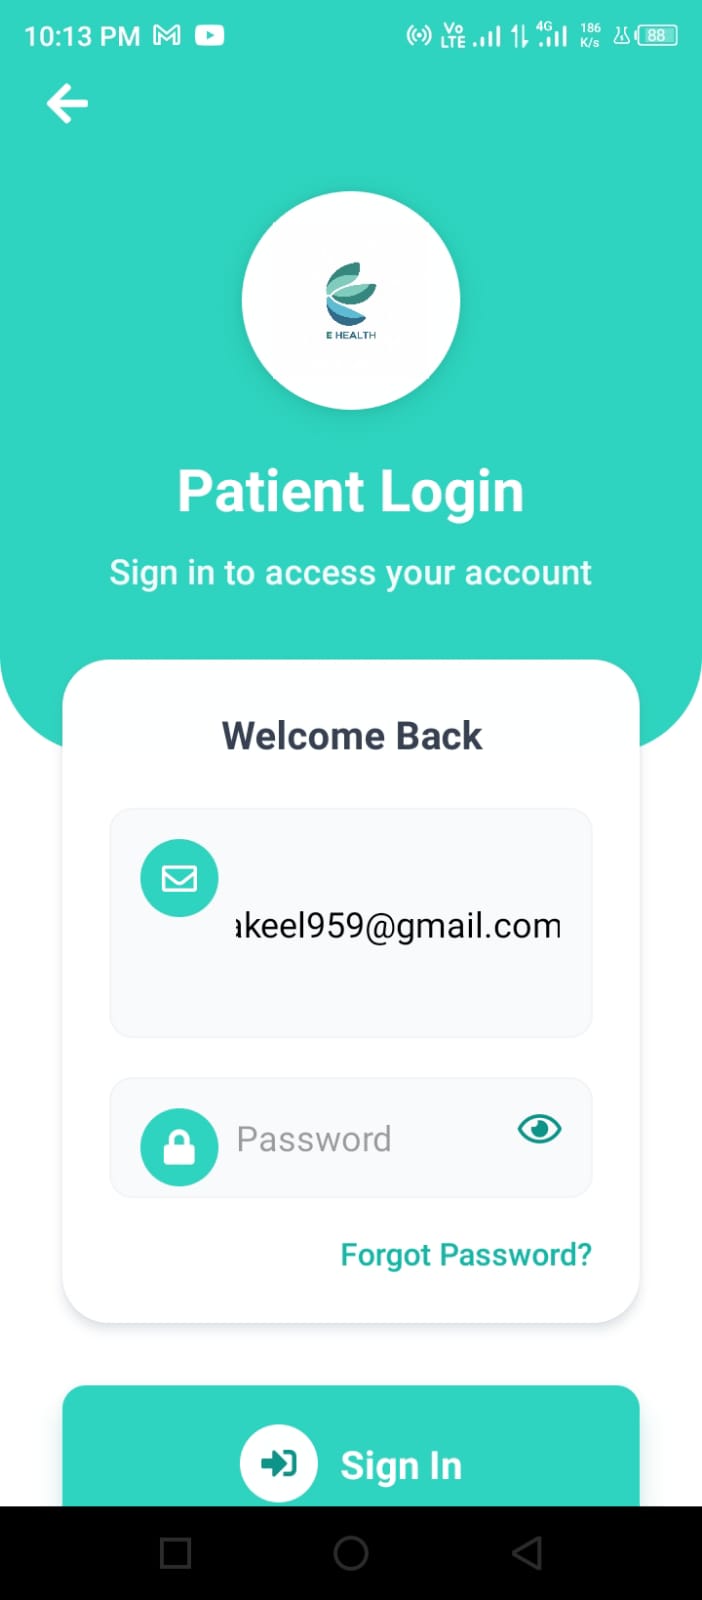 10:13 PM
Vo
LTE
4G
186
K/s
88
E HEALTH
Patient Login
Sign in to access your account
Welcome Back
akeel959@gmail.com
Password
Forgot Password?
Sign In